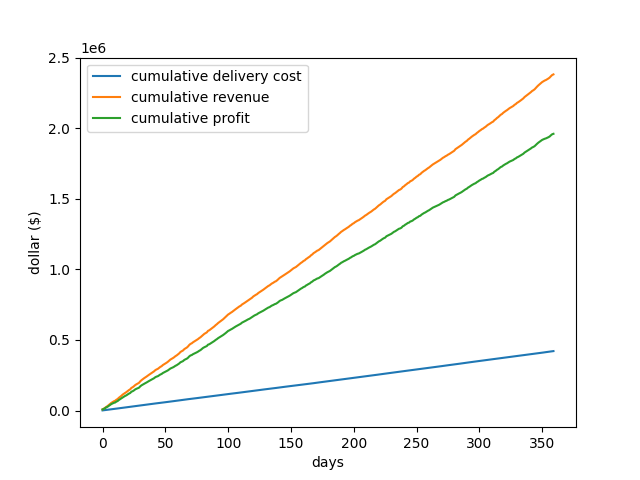 1e6
2.5
2.0
1.5
1.0
0.5
0.0
dollar ($)
cumulative delivery cost
cumulative revenue
cumulative profit
0 50 100 150 200 250 300 350
days